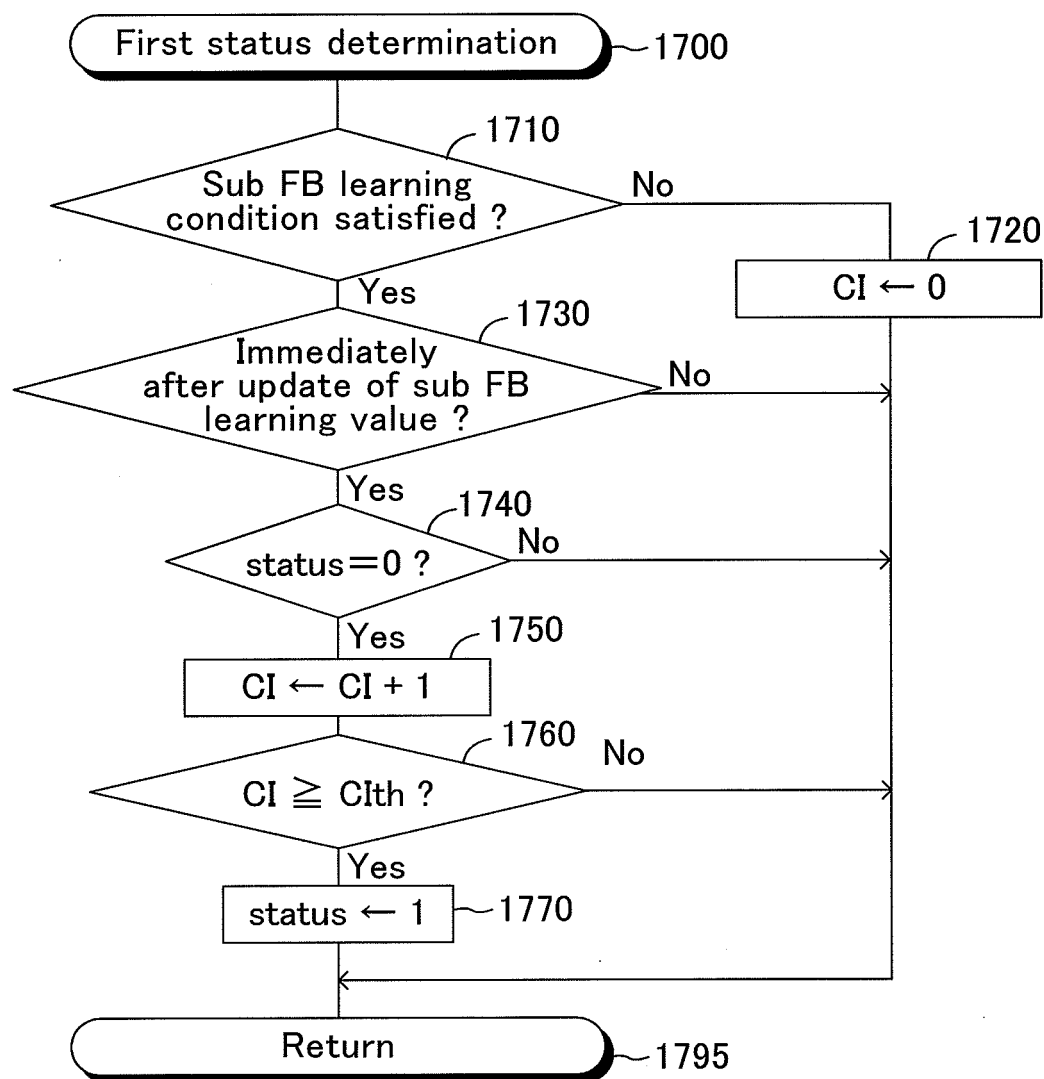 First status determination
1700
1710
Sub FB learning
condition satisfied ?
No
1720
CI ← 0
Yes
1730
Immediately
after update of sub FB
learning value ?
No
Yes
1740
status=0 ?
No
Yes
1750
CI ← CI + 1
1760
No
CI ≧ CIth ?
Yes
status ← 1
1770
Return
1795